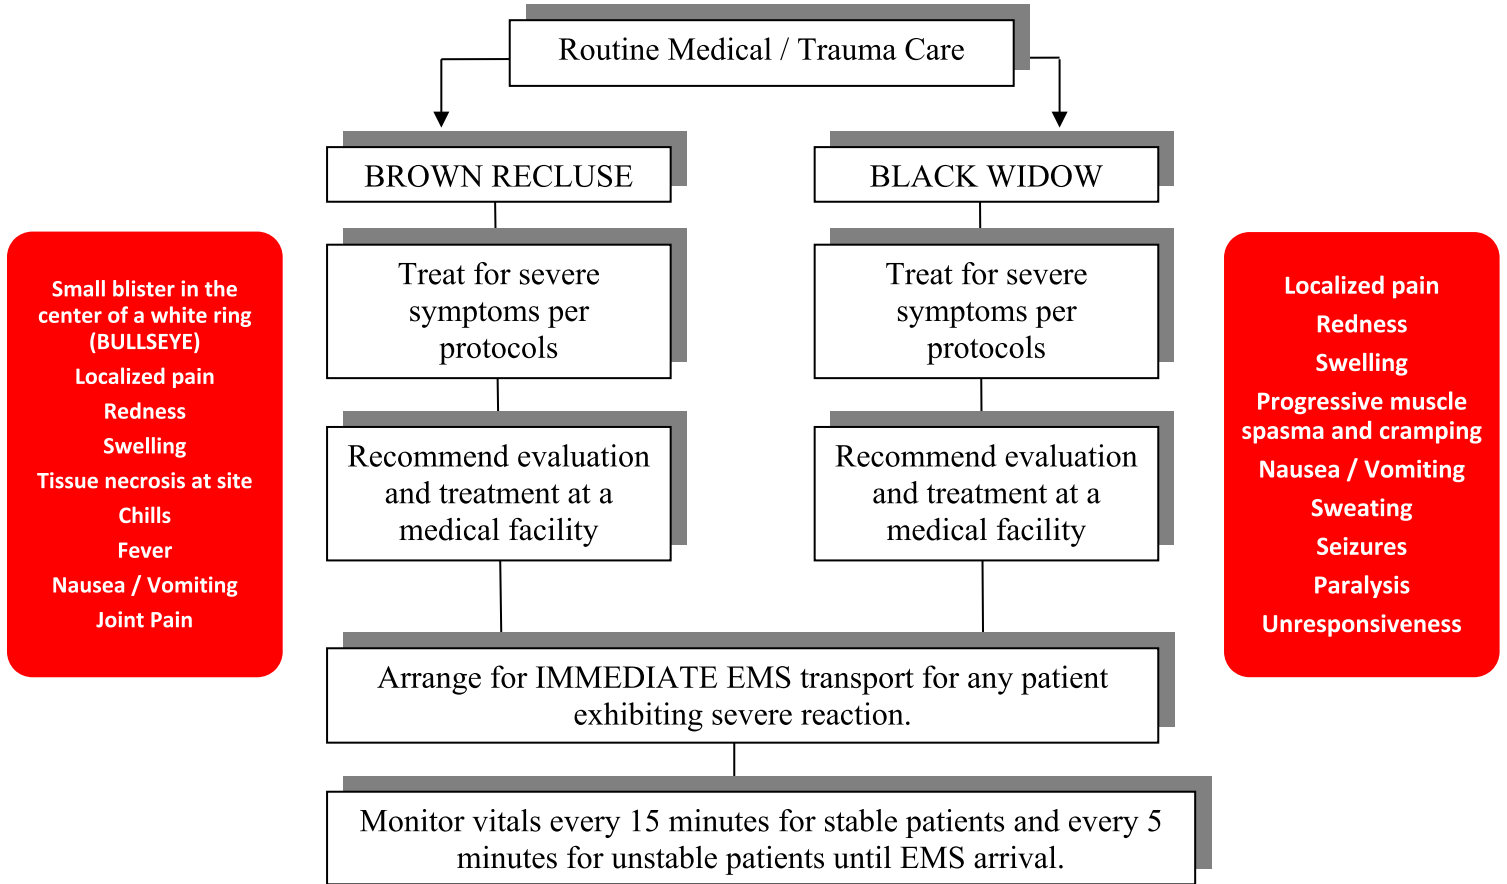 Routine Medical / Trauma Care
BROWN RECLUSE
BLACK WIDOW
Small blister in the
center of a white ring
(BULLSEYE)
Localized pain
Redness
Swelling
Tissue necrosis at site
Chills
Fever
Nausea / Vomiting
Joint Pain
Treat for severe
symptoms per
protocols
Recommend evaluation
and treatment at a
medical facility
Treat for severe
symptoms per
protocols
Recommend evaluation
and treatment at a
medical facility
Localized pain
Redness
Swelling
Progressive muscle
spasma and cramping
Nausea / Vomiting
Sweating
Seizures
Paralysis
Unresponsiveness
Arrange for IMMEDIATE EMS transport for any patient
exhibiting severe reaction.
Monitor vitals every 15 minutes for stable patients and every 5
minutes for unstable patients until EMS arrival.